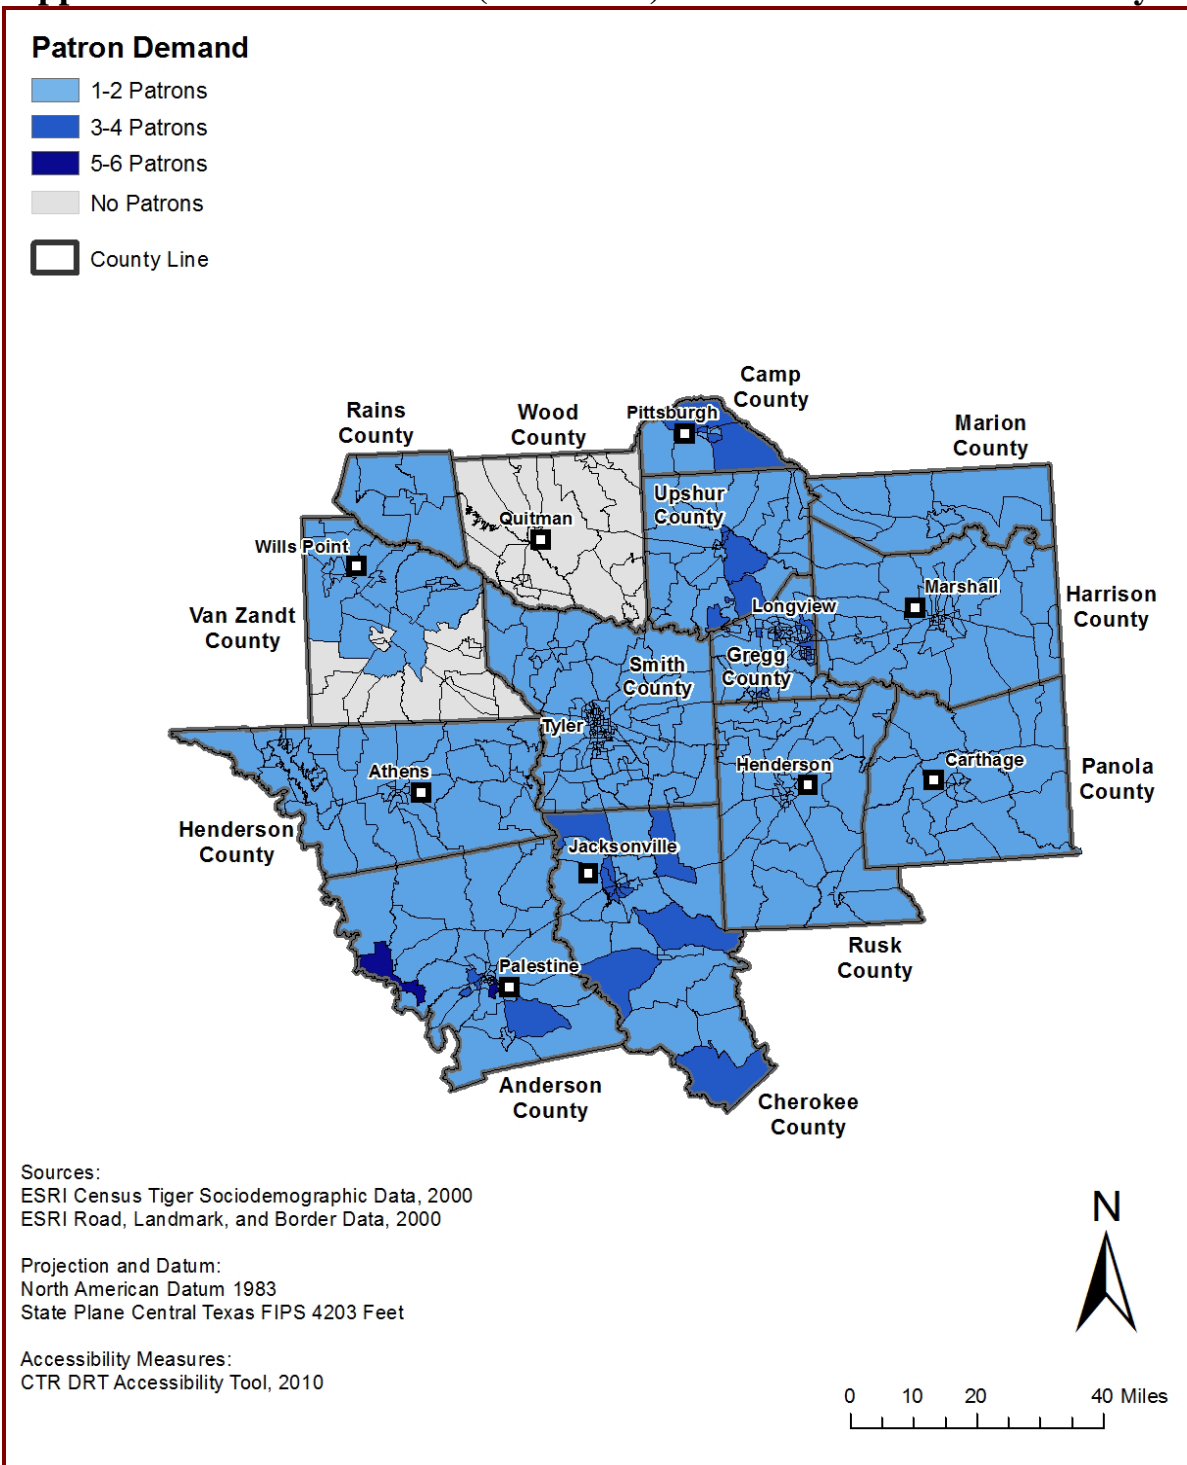 Patron Demand
1-2 Patrons
3-4 Patrons
5-6 Patrons
No Patrons
County Line
Camp
County
Rains
County
Wood
County
Pittsburgh
Marion
County
Upshur
County
Quitman
Wills Point
Marshall
Harrison
County
Longview
Van Zandt
County
Gregg
County
Smith
County
Tyler
Henderson
Carthage
Panola
County
Athens
Henderson
County
Jacksonville
Rusk
County
Palestine
Anderson
County
Cherokee
County
Sources:
ESRI Census Tiger Sociodemographic Data, 2000
ESRI Road, Landmark, and Border Data, 2000
Projection and Datum:
North American Datum 1983
State Plane Central Texas FIPS 4203 Feet
Accessibility Measures:
CTR DRT Accessibility Tool, 2010
N
0 10 20 40 Miles